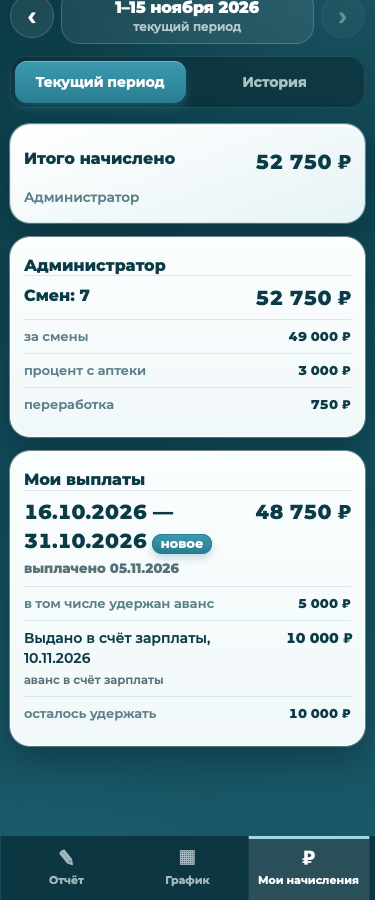 1–15 ноября 2026
текущий период
Текущий период
История
Итого начислено
52 750 ₽
Администратор
Администратор
Смен: 7
52 750 ₽
за смены
49 000 ₽
процент с аптеки
3 000 ₽
переработка
750 ₽
Мои выплаты
16.10.2026 —
48 750 ₽
31.10.2026 новое
выплачено 05.11.2026
в том числе удержан аванс
5 000 ₽
Выдано в счёт зарплаты,
10 000 ₽
10.11.2026
аванс в счёт зарплаты
осталось удержать
10 000 ₽
Отчёт
График
₽
Мои начисления